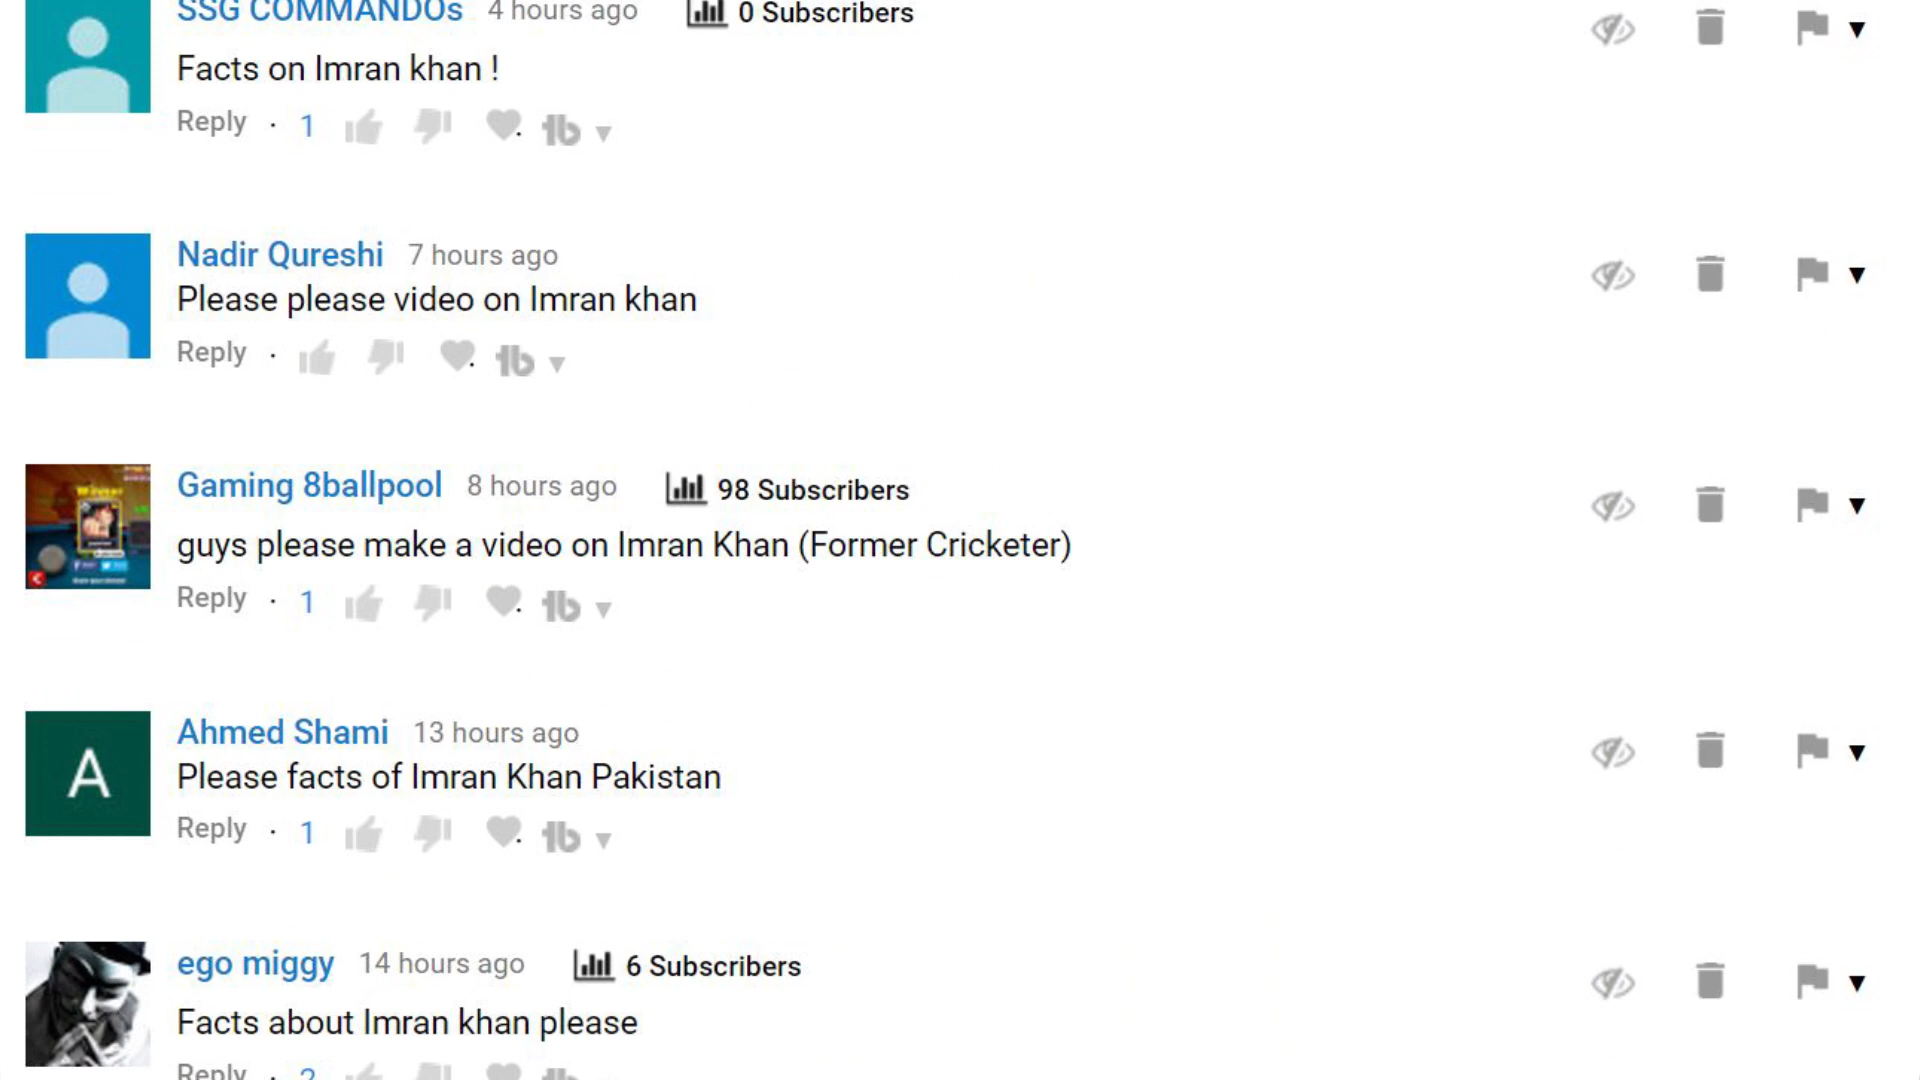 SSG COMMANDOs 4 hours ago 0 Subscribers
Facts on Imran khan !
Reply · 1
Nadir Qureshi 7 hours ago
Please please video on Imran khan
Reply ·
Gaming 8ballpool 8 hours ago 98 Subscribers
guys please make a video on Imran Khan (Former Cricketer)
Reply · 1
A
Ahmed Shami 13 hours ago
Please facts of Imran Khan Pakistan
Reply · 1
ego miggy 14 hours ago 6 Subscribers
Facts about Imran khan please
Reply · 2